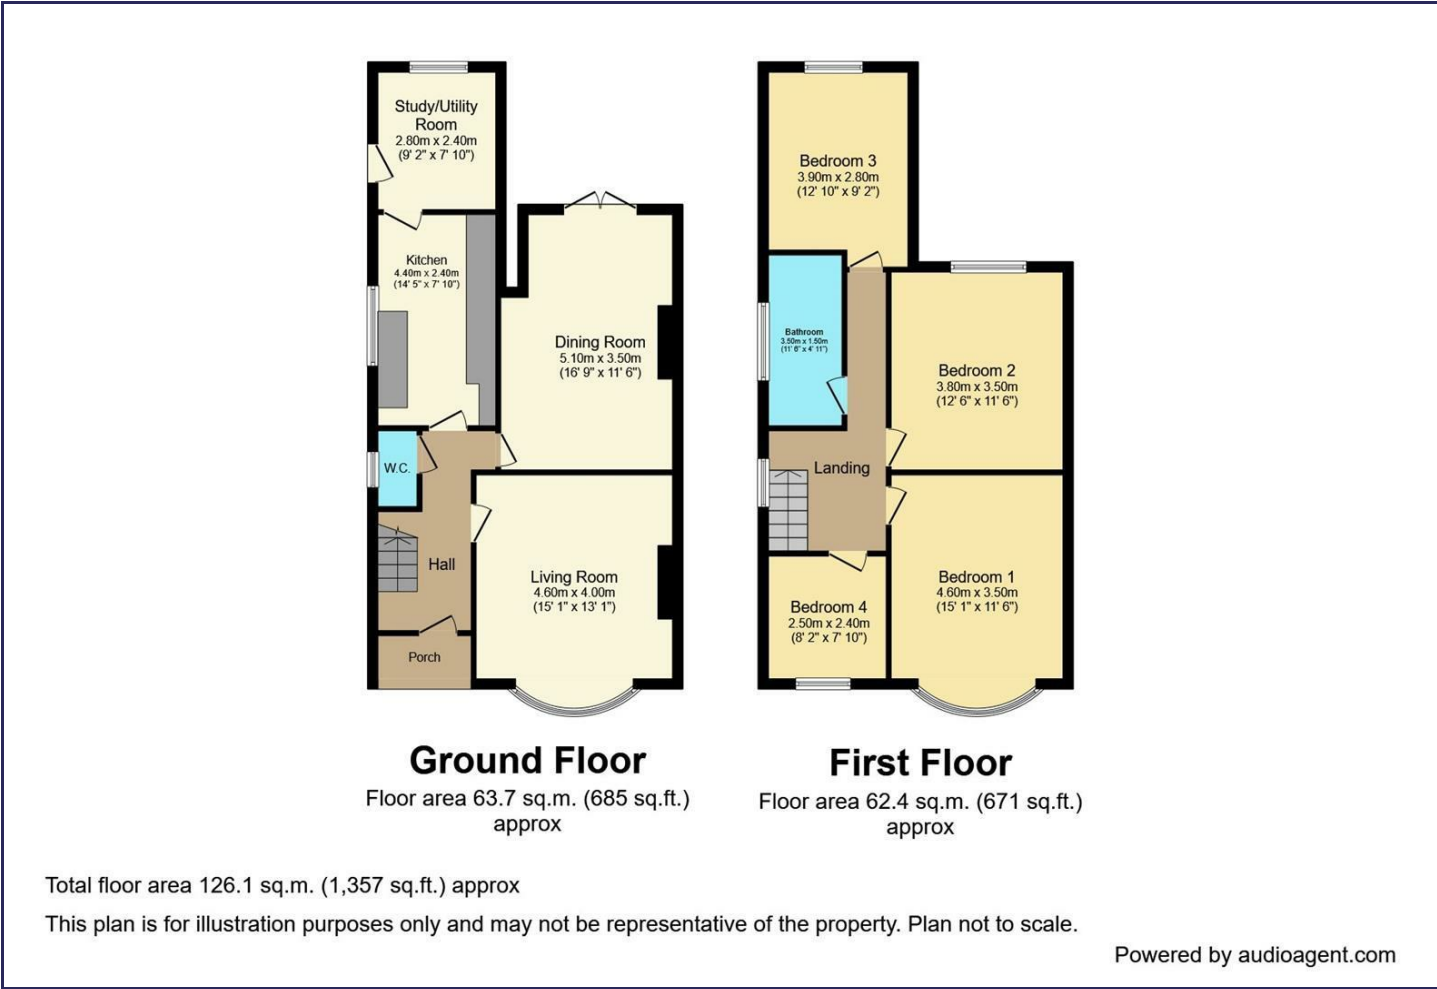 Study/Utility
Room
2.80m x 2.40m
(9' 2" x 7' 10")
Kitchen
4.40m x 2.40m
(14' 5" x 7' 10")
Dining Room
5.10m x 3.50m
(16' 9" x 11' 6")
W.C.
Hall
Living Room
4.60m x 4.00m
(15' 1" x 13' 1")
Porch
Ground Floor
Floor area 63.7 sq.m. (685 sq.ft.)
approx
Bedroom 3
3.90m x 2.80m
(12' 10" x 9' 2")
Bathroom
3.50m x 1.50m
(11' 6" x 4' 11")
Bedroom 2
3.80m x 3.50m
(12' 6" x 11' 6")
Landing
Bedroom 1
4.60m x 3.50m
(15' 1" x 11' 6")
Bedroom 4
2.50m x 2.40m
(8' 2" x 7' 10")
First Floor
Floor area 62.4 sq.m. (671 sq.ft.)
approx
Total floor area 126.1 sq.m. (1,357 sq.ft.) approx
This plan is for illustration purposes only and may not be representative of the property. Plan not to scale.
Powered by audioagent.com